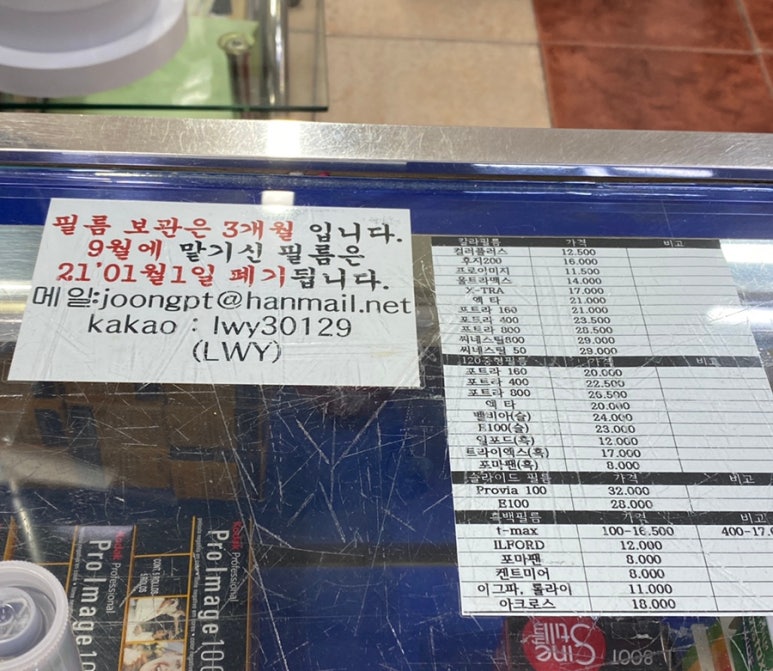 필름 보관은 3개월 입니다.
9월에 맡기신 필름은
21'01월1일 폐기됩니다.
메일:joongpt@hanmail.net
kakao : lwy30129
(LWY)
칼라필름 가격 비고
컬러플러스 12.500
후지200 16.000
프로이미지 11.500
울트라맥스 14.000
X-TRA 17.000
엑 타 21.000
포트라 160 21.000
포트라 400 23.500
포트라 800 28.500
씨네스틸800 29.000
씨네스틸 50 29.000
120중형필름 가격 비고
포트라 160 20.000
포트라 400 22.500
포트라 800 26.500
엑 타 20.000
벨비아(슬) 24.000
E100(슬) 23.000
일포드(흑) 12.000
트라이엑스(흑) 17.000
포마팬(흑) 8.000
슬라이드 필름 가격 비고
Provia 100 32.000
E100 28.000
흑백필름 가격 비고
t-max 100-16.500 400-17.0
ILFORD 12.000
포마팬 8.000
켄트미어 8.000
이그파, 롤라이 11.000
아크로스 18.000
Kodak Professional
Pro Image 100
Kodak Professional
Pro Image 100
Cine
Still
800T